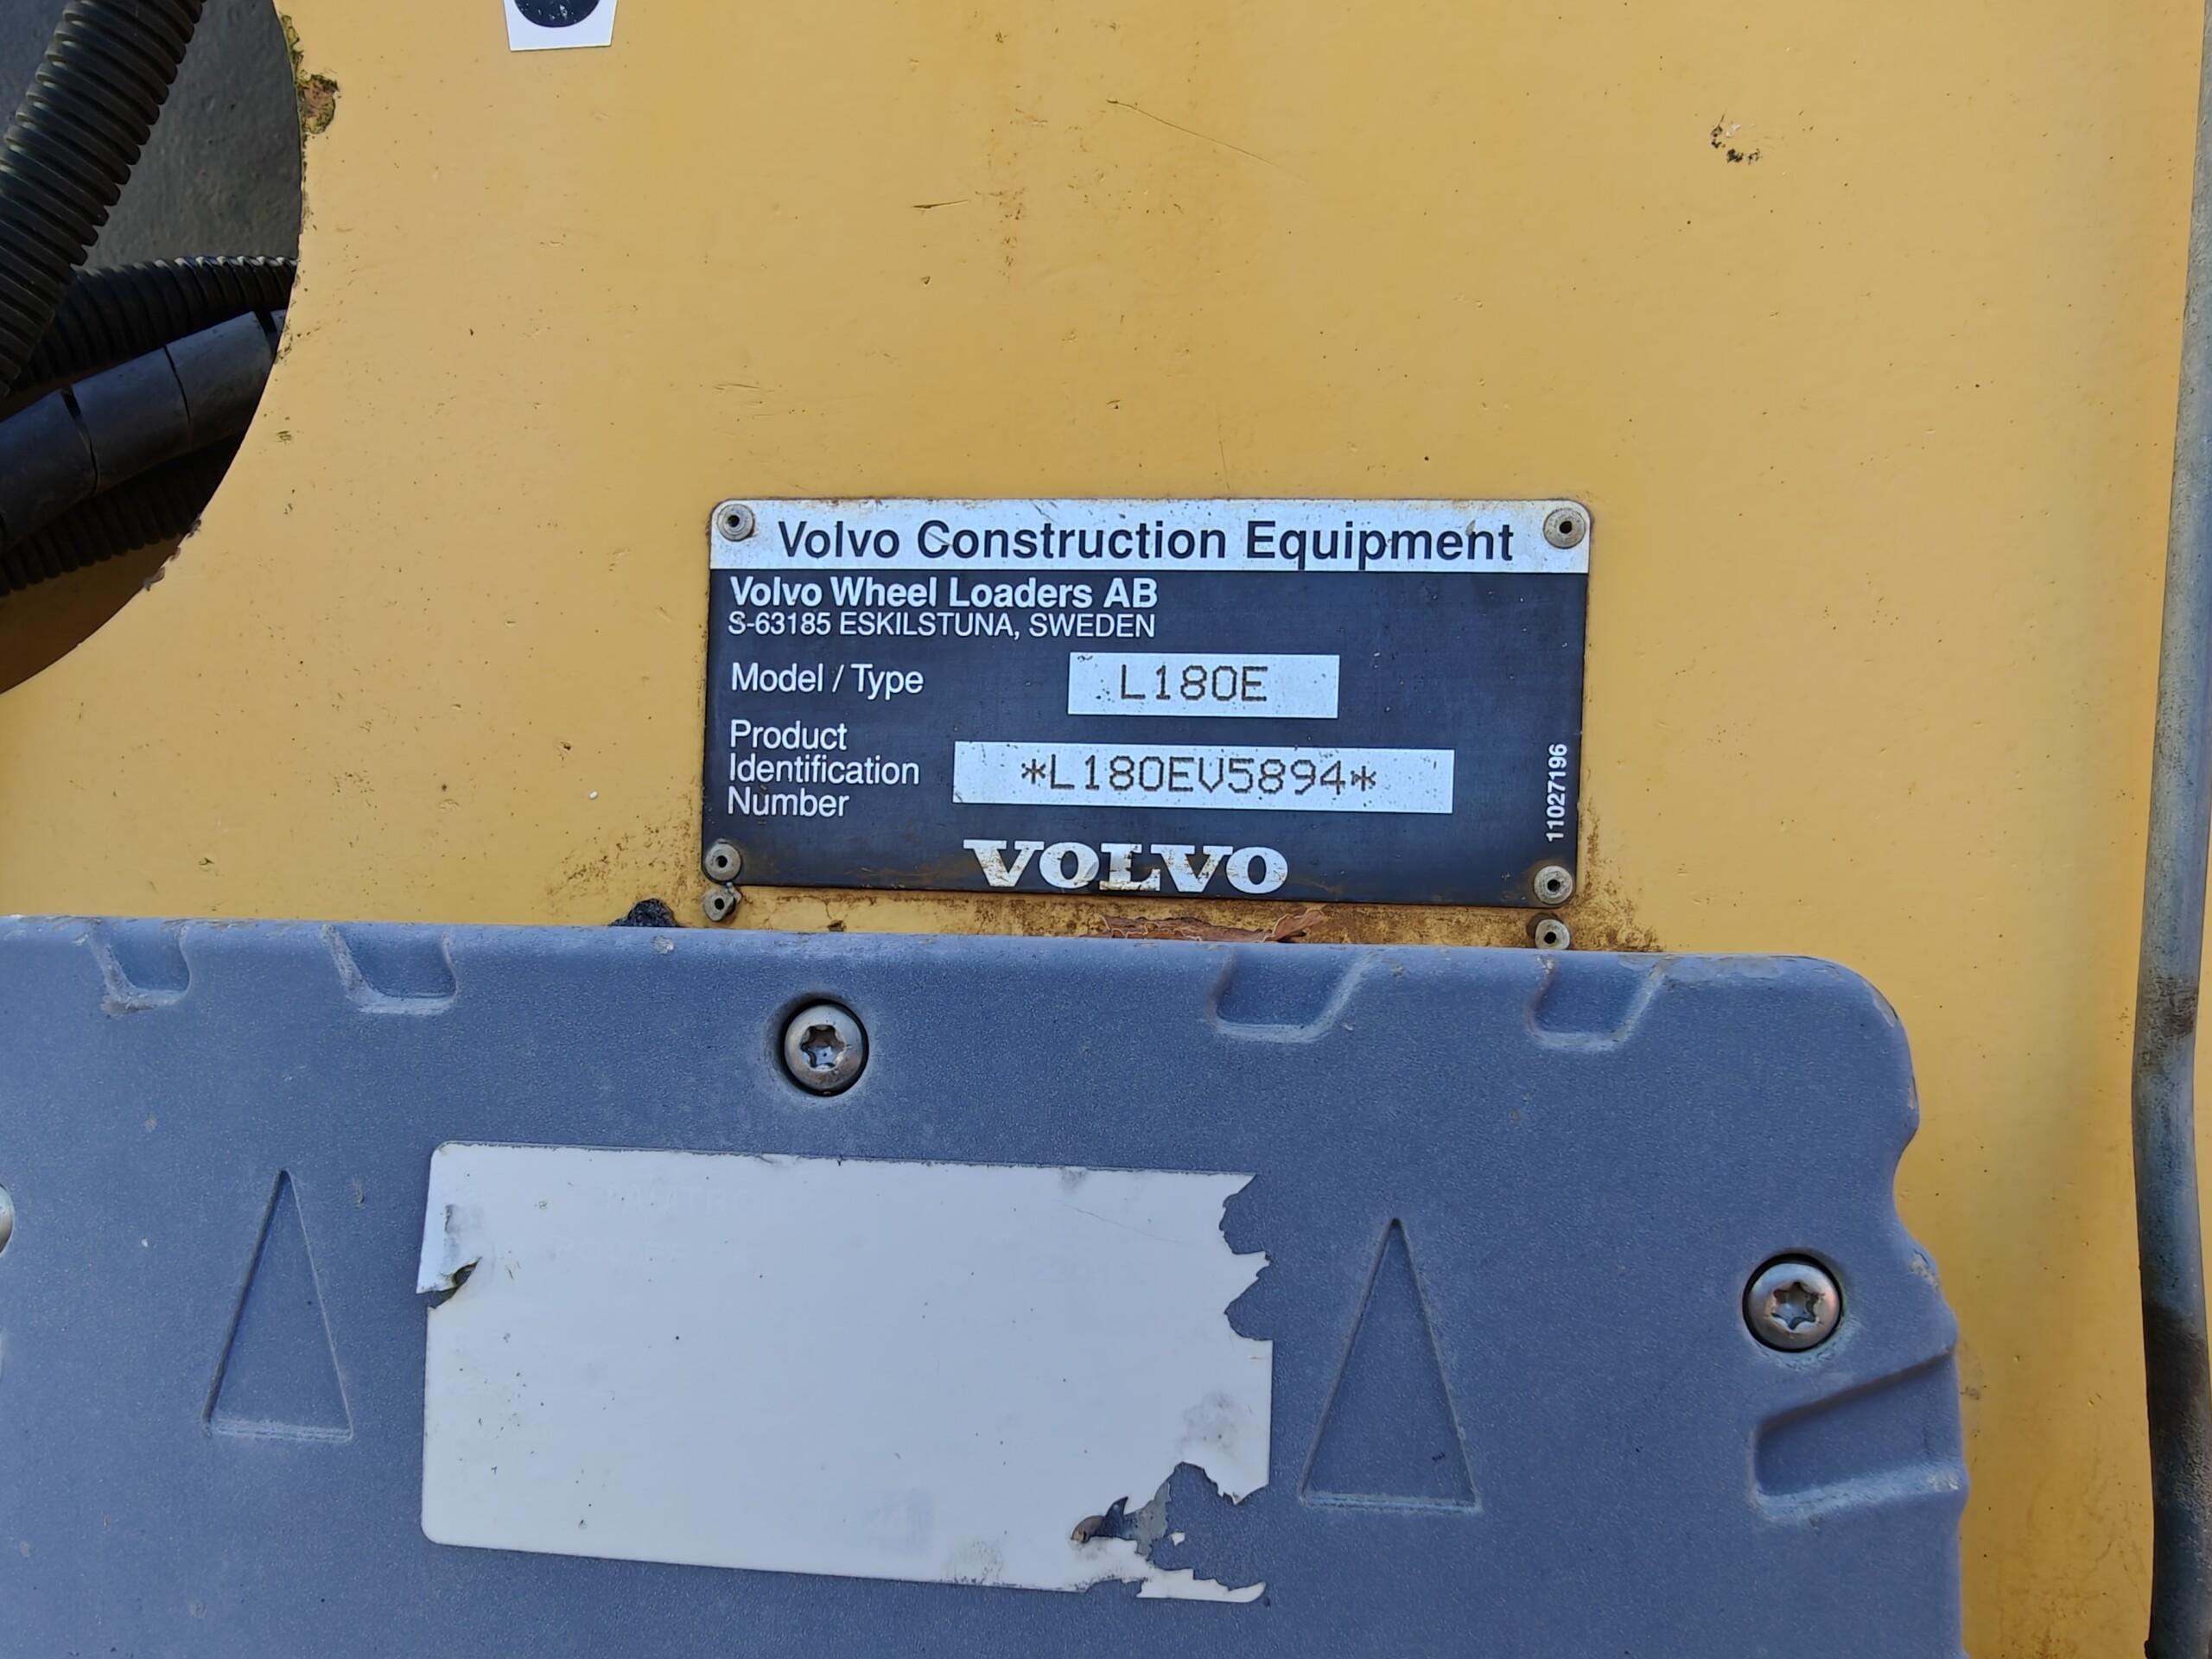 Volvo Construction Equipment
Volvo Wheel Loaders AB
S-63185 ESKILSTUNA, SWEDEN
Model / Type L180E
Product
Identification
Number
*L180EV5894*
11027196
VOLVO